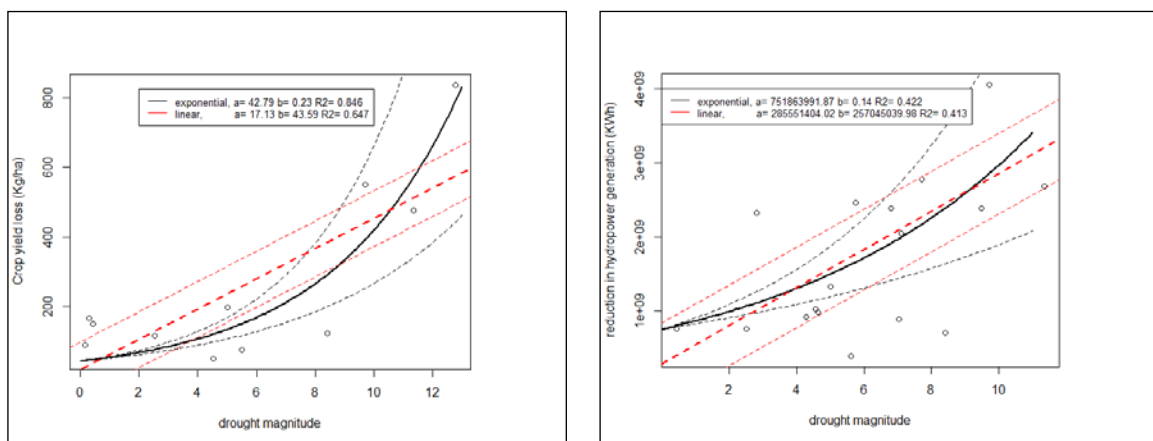 Crop yield loss (Kg/ha)
800
600
400
200
exponential, a= 42.79 b= 0.23 R2= 0.846
linear, a= 17.13 b= 43.59 R2= 0.647
0 2 4 6 8 10 12
drought magnitude
reduction in hydropower generation (KWh)
4e+09
3e+09
2e+09
1e+09
exponential, a= 751863991.87 b= 0.14 R2= 0.422
linear, a= 285551404.02 b= 257045039.98 R2= 0.413
2 4 6 8 10
drought magnitude